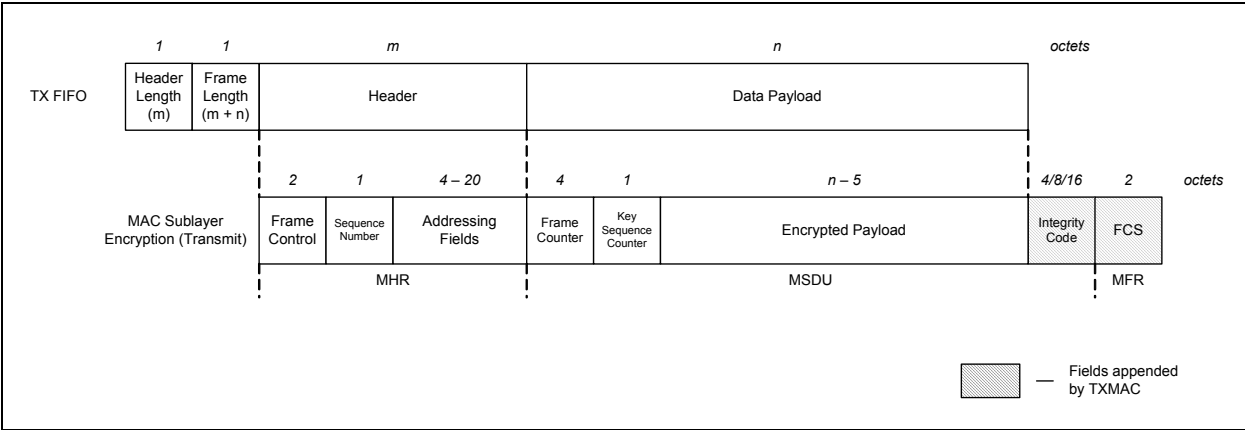 1 1 m n octets
TX FIFO
Header
Length
(m)
Frame
Length
(m + n)
Header
Data Payload
2 1 4 – 20 4 1 n – 5 4/8/16 2 octets
MAC Sublayer
Encryption (Transmit)
Frame
Control
Sequence
Number
Addressing
Fields
Frame
Counter
Key
Sequence
Counter
Encrypted Payload
Integrity
Code
FCS
MHR MSDU MFR
— Fields appended
by TXMAC